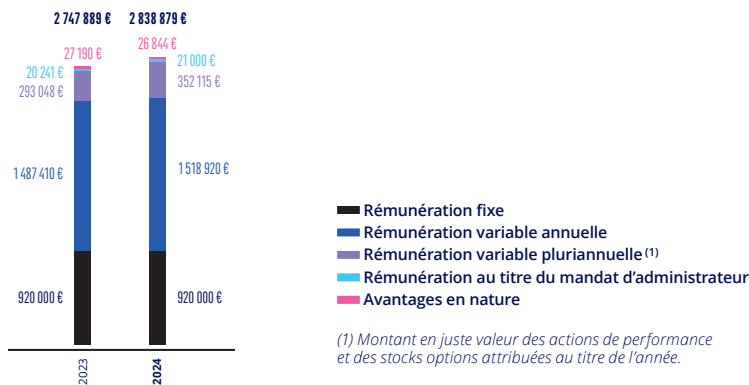 2 747 889 € 2 838 879 €
27 190 € 26 844 €
20 241 € 21 000 €
293 048 € 352 115 €
1 487 410 € 1 518 920 €
920 000 € 920 000 €
2023 2024
Rémunération fixe
Rémunération variable annuelle
Rémunération variable pluriannuelle (1)
Rémunération au titre du mandat d’administrateur
Avantages en nature
(1) Montant en juste valeur des actions de performance
et des stocks options attribuées au titre de l’année.